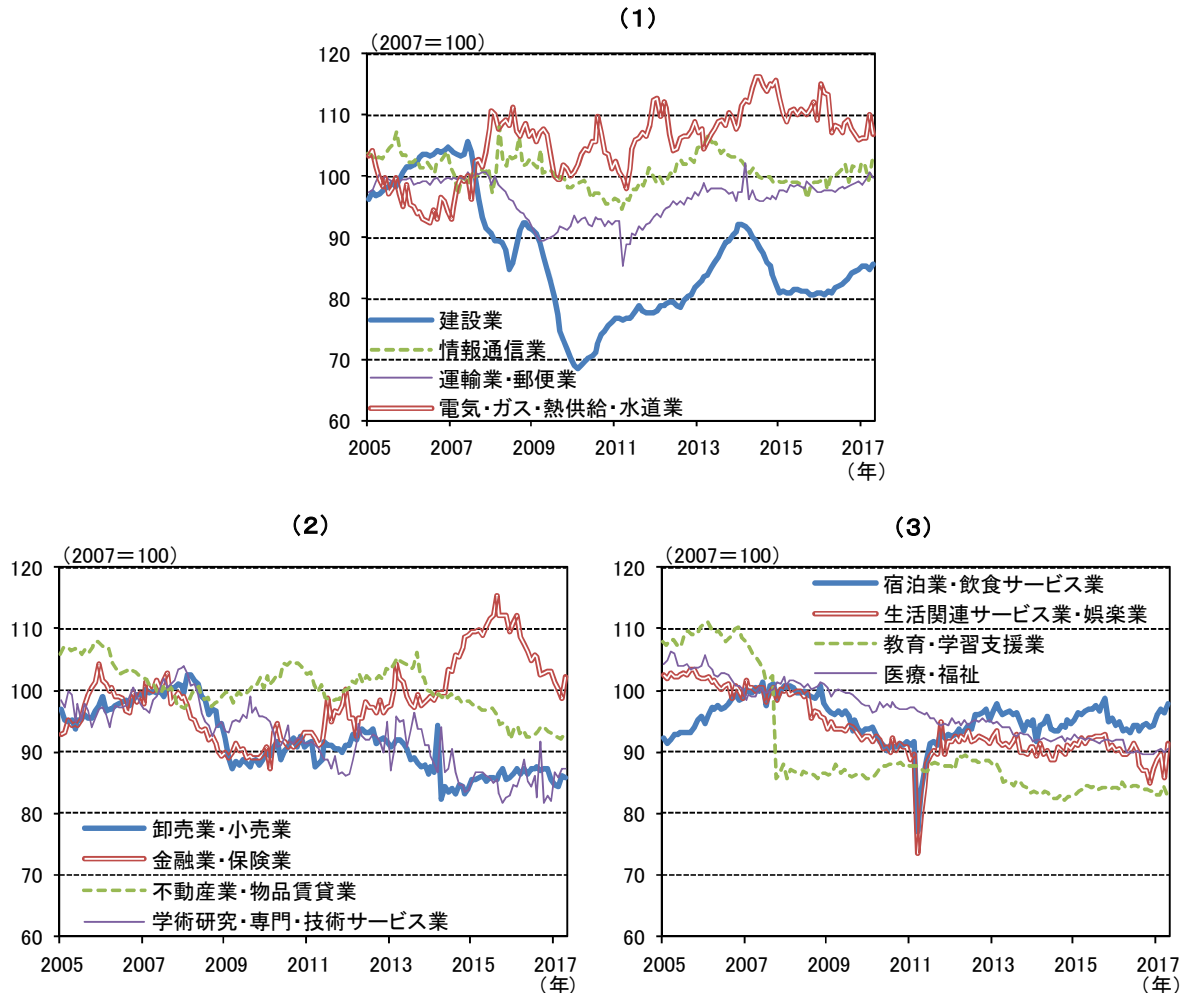 (1)
(2007=100)
120
110
100
90
80
70
60
建設業
情報通信業
運輸業・郵便業
電気・ガス・熱供給・水道業
2005 2007 2009 2011 2013 2015 2017
(年)
(2)
(2007=100)
120
110
100
90
80
70
60
卸売業・小売業
金融業・保険業
不動産業・物品賃貸業
学術研究・専門・技術サービス業
2005 2007 2009 2011 2013 2015 2017
(年)
(3)
(2007=100)
120
110
100
90
80
70
60
宿泊業・飲食サービス業
生活関連サービス業・娯楽業
教育・学習支援業
医療・福祉
2005 2007 2009 2011 2013 2015 2017
(年)